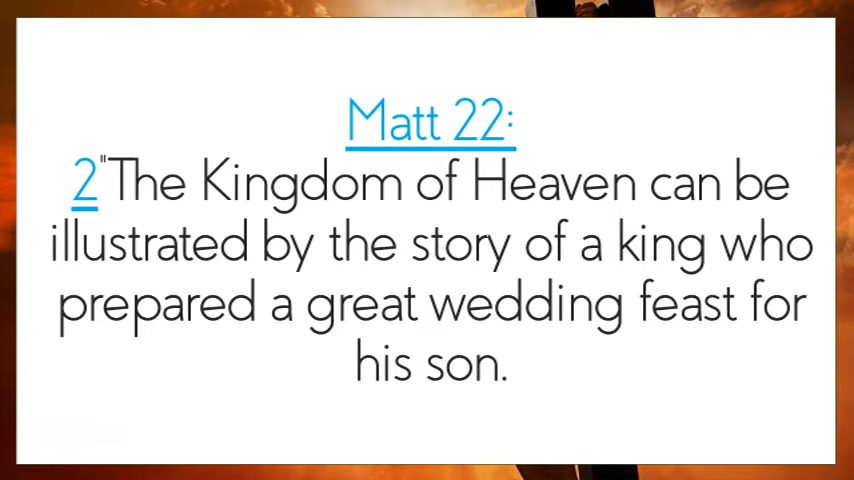 Matt 22:
2"The Kingdom of Heaven can be
illustrated by the story of a king who
prepared a great wedding feast for
his son.